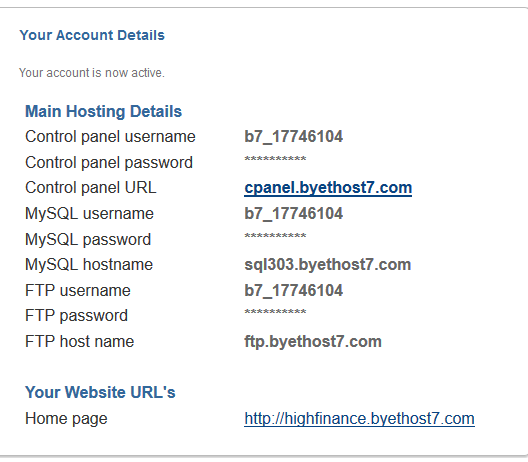 Your Account Details
Your account is now active.
Main Hosting Details
Control panel username b7_17746104
Control panel password **********
Control panel URL cpanel.byethost7.com
MySQL username b7_17746104
MySQL password **********
MySQL hostname sql303.byethost7.com
FTP username b7_17746104
FTP password **********
FTP host name ftp.byethost7.com
Your Website URL's
Home page http://highfinance.byethost7.com